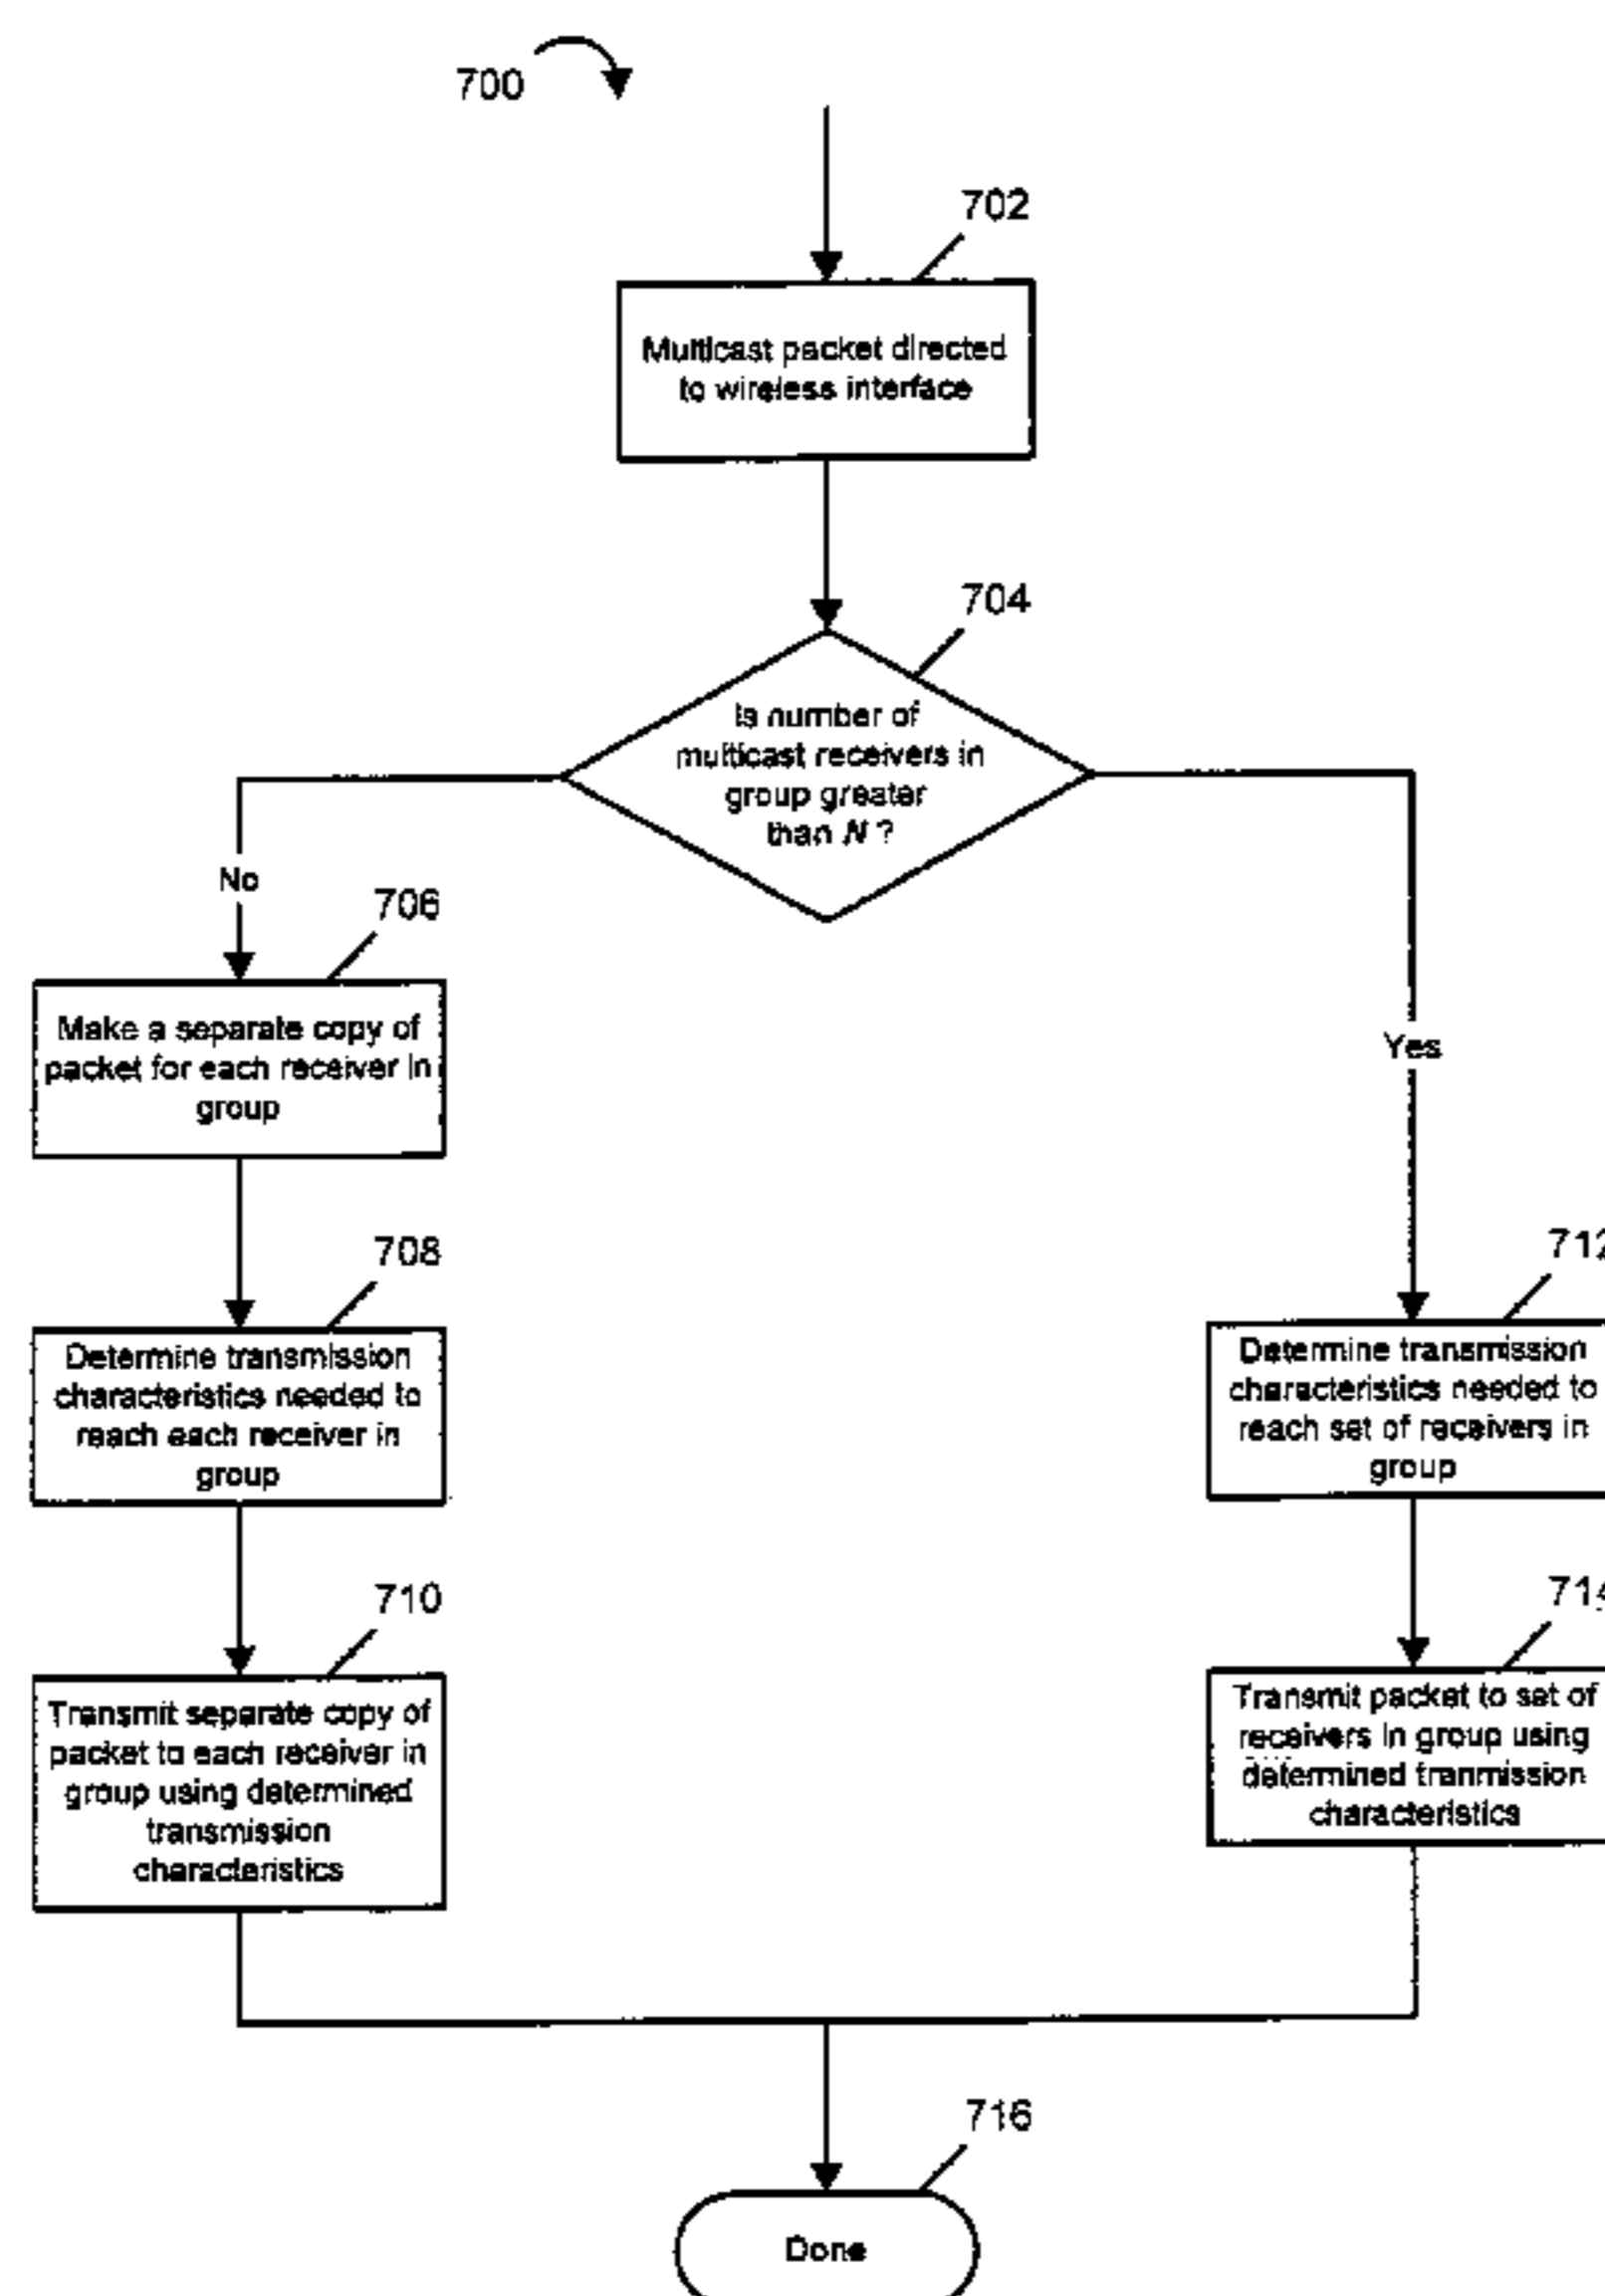 700
702
Multicast packet directed
to wireless interface
704
Is number of
multicast receivers in
group greater
than N ?
No
Yes
706
Make a separate copy of
packet for each receiver in
group
708
Determine transmission
characteristics needed to
reach each receiver in
group
712
Determine transmission
characteristics needed to
reach set of receivers in
group
710
Transmit separate copy of
packet to each receiver in
group using determined
transmission
characteristics
714
Transmit packet to set of
receivers in group using
determined tranmission
characteristics
716
Done